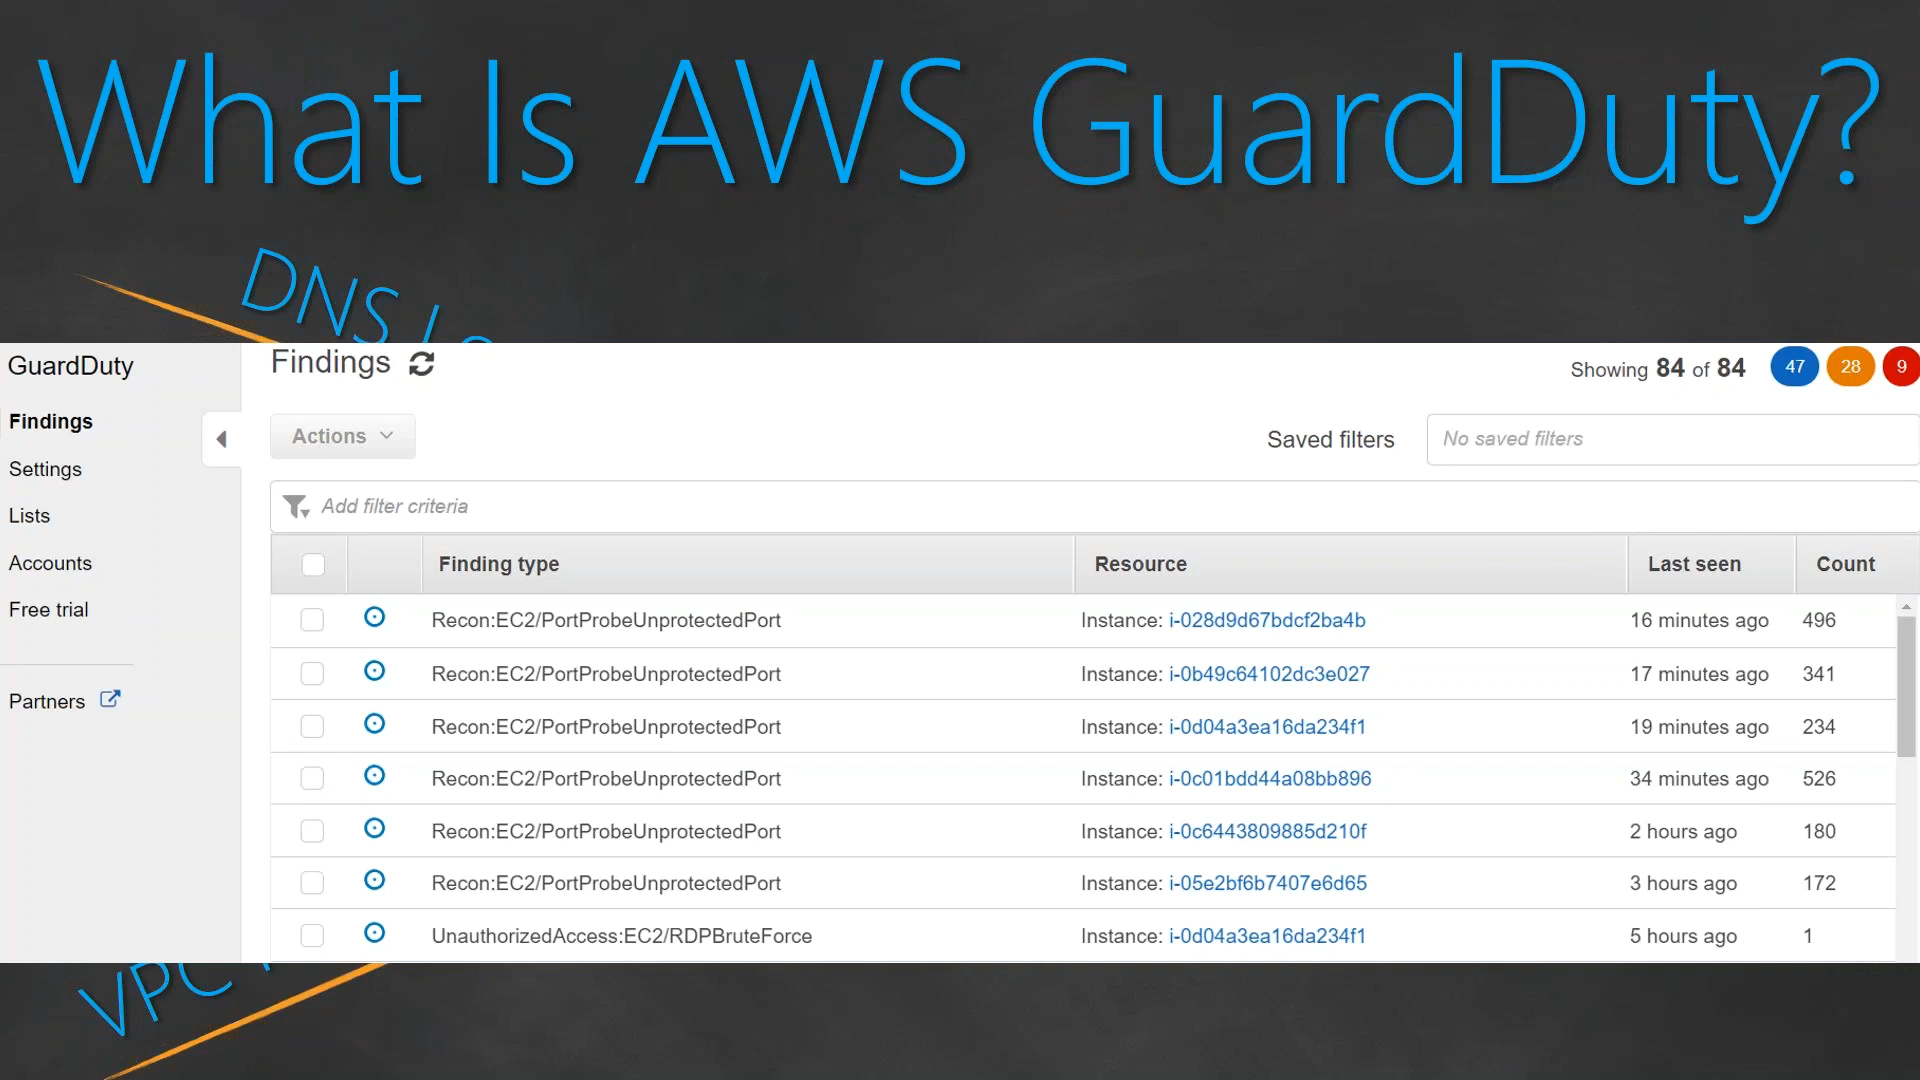 What Is AWS GuardDuty?
DNS
GuardDuty
Findings
Settings
Lists
Accounts
Free trial
Partners
Findings
Showing 84 of 84 47 28 9
Actions
Saved filters No saved filters
Add filter criteria
Finding type Resource Last seen Count
Recon:EC2/PortProbeUnprotectedPort Instance: i-028d9d67bdcf2ba4b 16 minutes ago 496
Recon:EC2/PortProbeUnprotectedPort Instance: i-0b49c64102dc3e027 17 minutes ago 341
Recon:EC2/PortProbeUnprotectedPort Instance: i-0d04a3ea16da234f1 19 minutes ago 234
Recon:EC2/PortProbeUnprotectedPort Instance: i-0c01bdd44a08bb896 34 minutes ago 526
Recon:EC2/PortProbeUnprotectedPort Instance: i-0c6443809885d210f 2 hours ago 180
Recon:EC2/PortProbeUnprotectedPort Instance: i-05e2bf6b7407e6d65 3 hours ago 172
UnauthorizedAccess:EC2/RDPBruteForce Instance: i-0d04a3ea16da234f1 5 hours ago 1
VPC